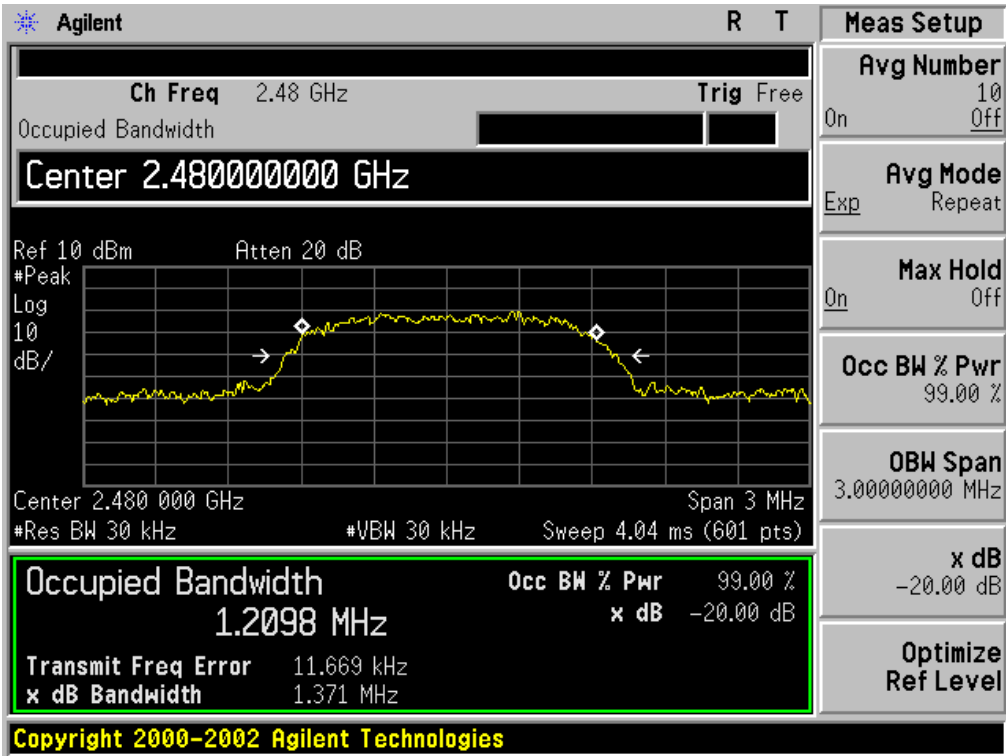 Agilent R T
Meas Setup
Ch Freq 2.48 GHz Trig Free
Occupied Bandwidth
Center 2.480000000 GHz
Ref 10 dBm Atten 20 dB
#Peak
Log
10
dB/
Center 2.480 000 GHz Span 3 MHz
#Res BW 30 kHz #VBW 30 kHz Sweep 4.04 ms (601 pts)
Occupied Bandwidth
1.2098 MHz
Occ BW % Pwr 99.00 %
x dB -20.00 dB
Transmit Freq Error 11.669 kHz
x dB Bandwidth 1.371 MHz
Avg Number
10
On Off
Avg Mode
Exp Repeat
Max Hold
On Off
Occ BW % Pwr
99.00 %
OBW Span
3.00000000 MHz
x dB
-20.00 dB
Optimize
Ref Level
Copyright 2000-2002 Agilent Technologies